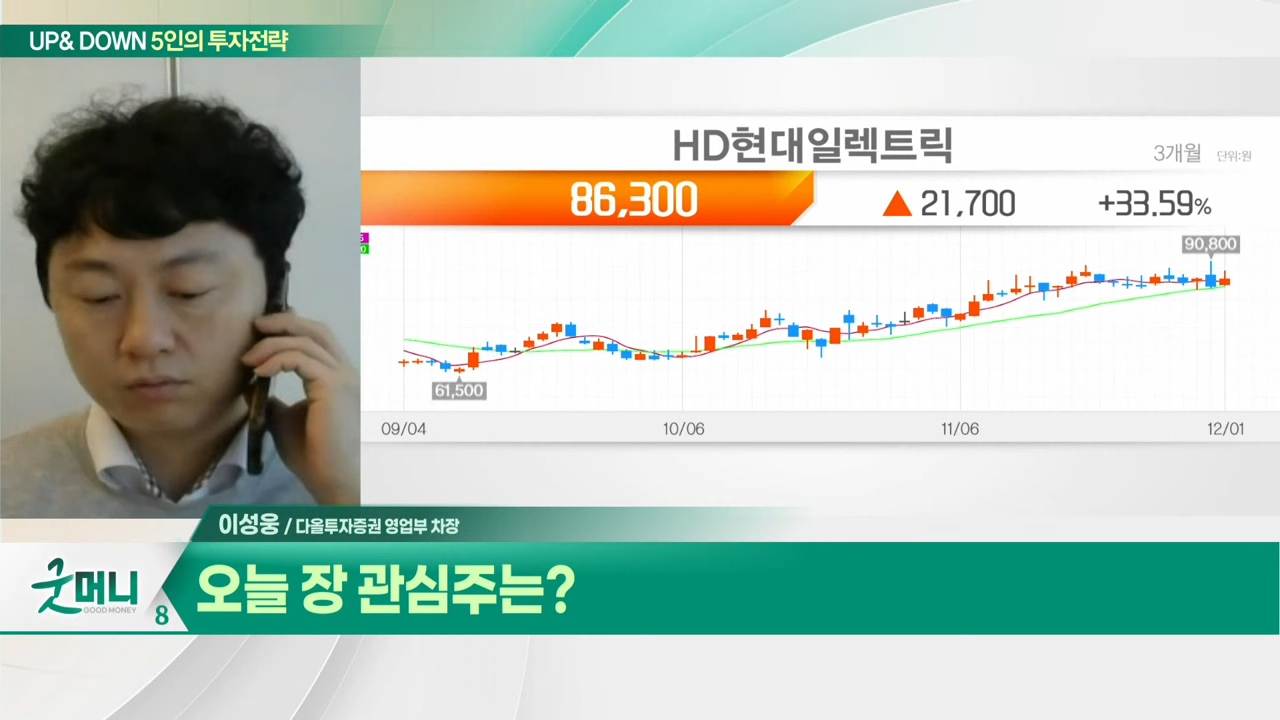 UP& DOWN 5인의 투자전략
HD현대일렉트릭
3개월 단위:원
86,300 ▲ 21,700 +33.59%
90,800
61,500
09/04 10/06 11/06 12/01
이성웅 / 다올투자증권 영업부 차장
굿머니
GOOD MONEY
8
오늘 장 관심주는?